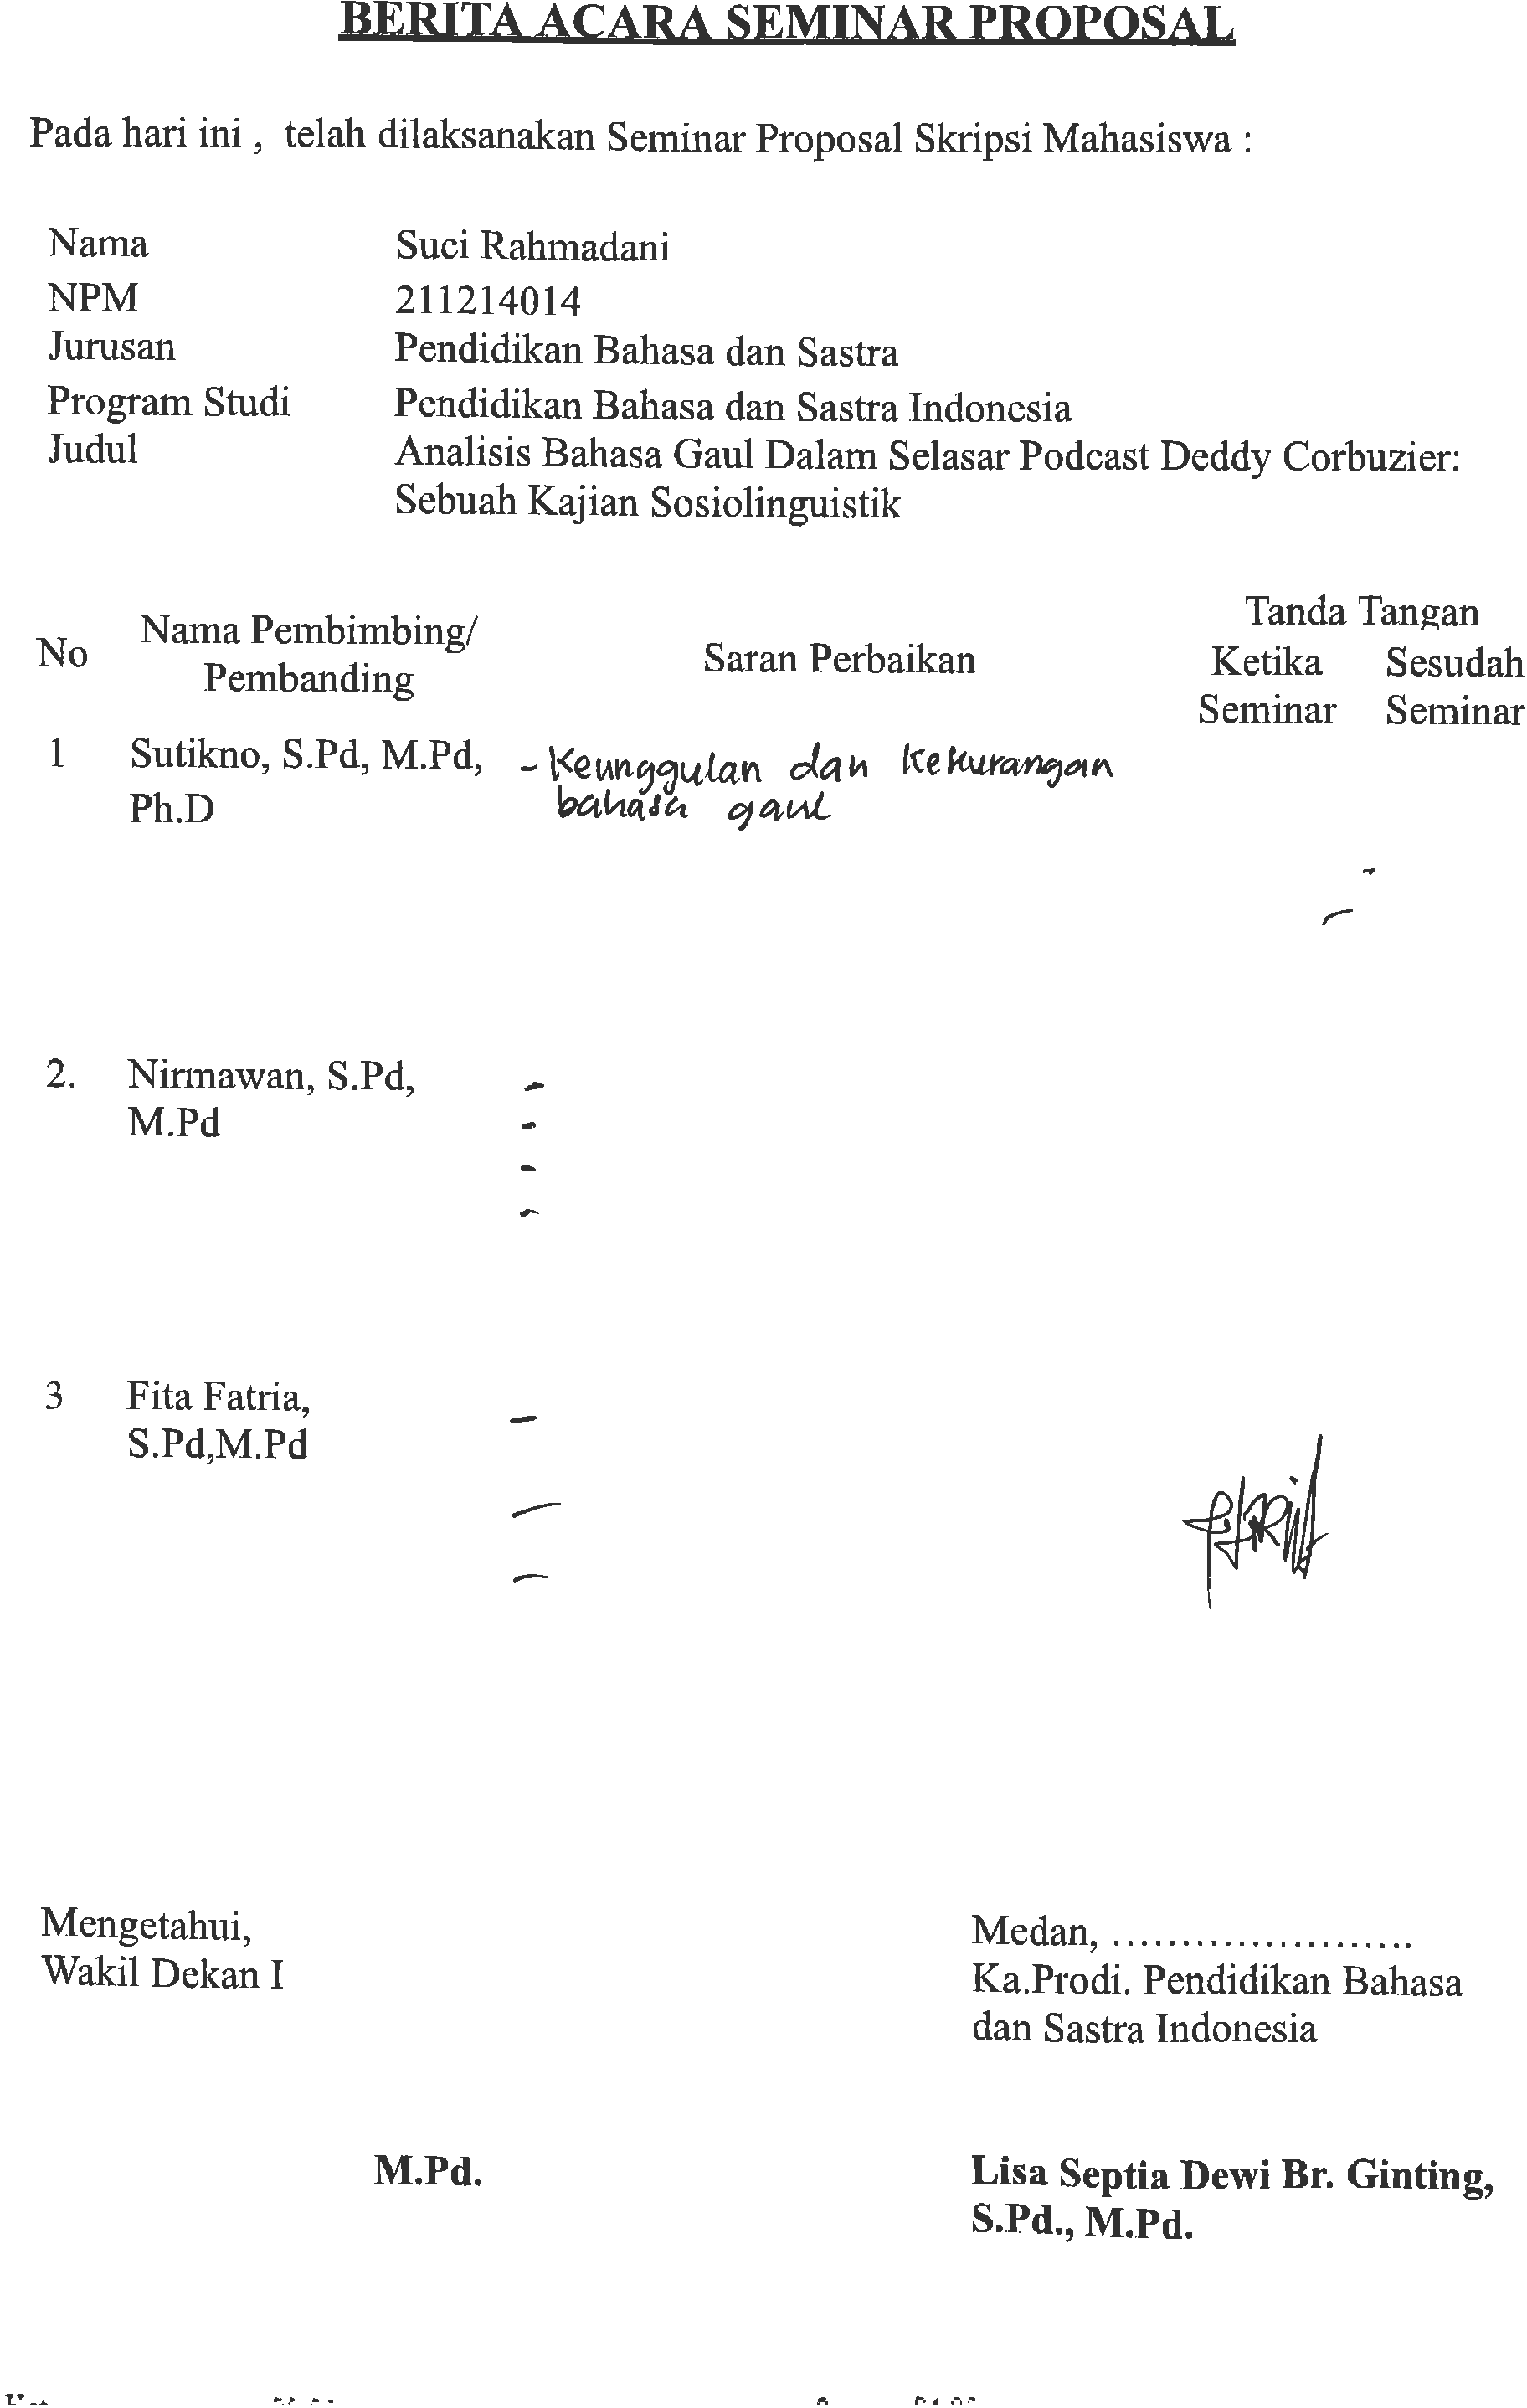 BERITA ACARA SEMINAR PROPOSAL
Pada hari ini , telah dilaksanakan Seminar Proposal Skripsi Mahasiswa :
Nama Suci Rahmadani
NPM 211214014
Jurusan Pendidikan Bahasa dan Sastra
Program Studi Pendidikan Bahasa dan Sastra Indonesia
Judul Analisis Bahasa Gaul Dalam Selasar Podcast Deddy Corbuzier:
Sebuah Kajian Sosiolinguistik
Tanda Tangan
No Nama Pembimbing/ Saran Perbaikan Ketika Sesudah
Pembanding Seminar Seminar
1 Sutikno, S.Pd, M.Pd, - Keunggulan dan kekurangan
Ph.D bahasa gaul
2. Nirmawan, S.Pd, -
M.Pd -
-
-
3 Fita Fatria, -
S.Pd,M.Pd
-
-
Mengetahui, Medan, ......................
Wakil Dekan I Ka.Prodi. Pendidikan Bahasa
dan Sastra Indonesia
M.Pd. Lisa Septia Dewi Br. Ginting,
S.Pd., M.Pd.